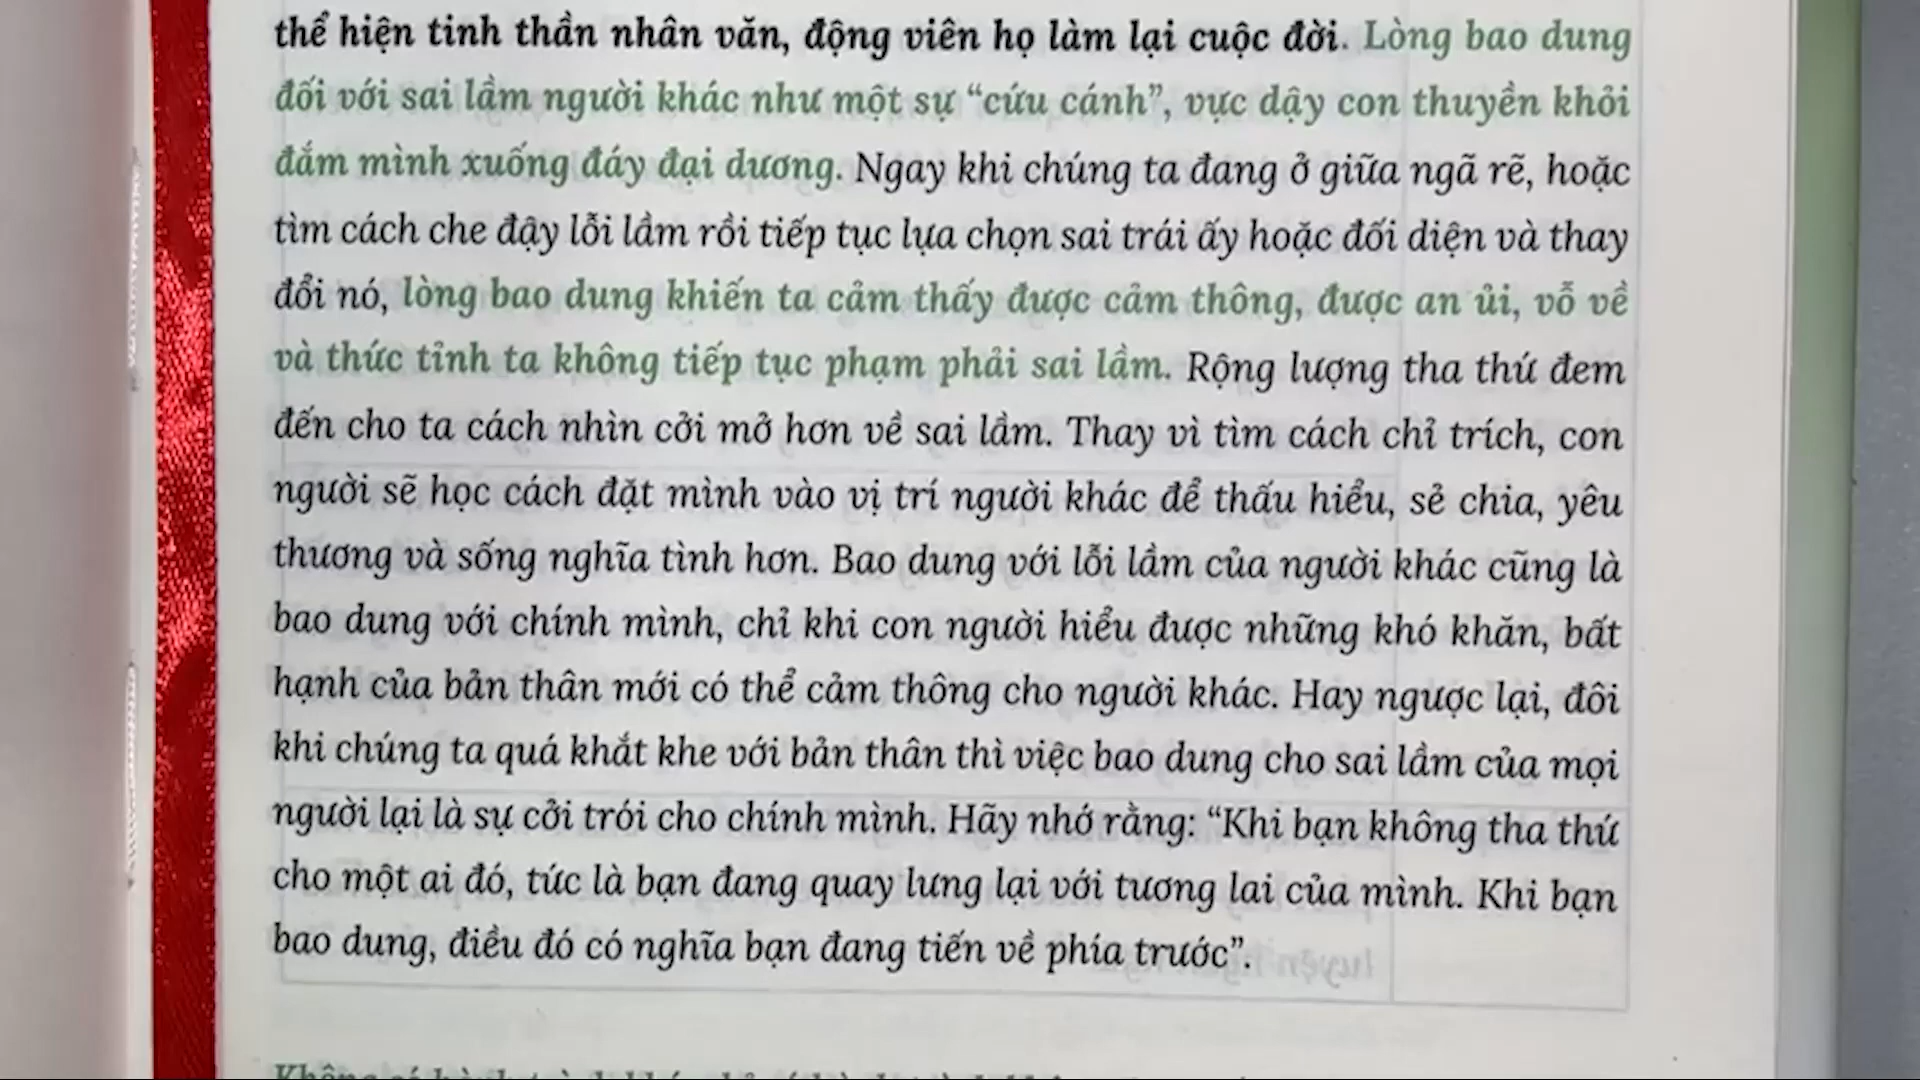 thể hiện tinh thần nhân văn, động viên họ làm lại cuộc đời. Lòng bao dung
đối với sai lầm người khác như một sự “cứu cánh”, vực dậy con thuyền khỏi
đắm mình xuống đáy đại dương. Ngay khi chúng ta đang ở giữa ngã rẽ, hoặc
tìm cách che đậy lỗi lầm rồi tiếp tục lựa chọn sai trái ấy hoặc đối diện và thay
đổi nó, lòng bao dung khiến ta cảm thấy được cảm thông, được an ủi, vỗ về
và thức tỉnh ta không tiếp tục phạm phải sai lầm. Rộng lượng tha thứ đem
đến cho ta cách nhìn cởi mở hơn về sai lầm. Thay vì tìm cách chỉ trích, con
người sẽ học cách đặt mình vào vị trí người khác để thấu hiểu, sẻ chia, yêu
thương và sống nghĩa tình hơn. Bao dung với lỗi lầm của người khác cũng là
bao dung với chính mình, chỉ khi con người hiểu được những khó khăn, bất
hạnh của bản thân mới có thể cảm thông cho người khác. Hay ngược lại, đôi
khi chúng ta quá khắt khe với bản thân thì việc bao dung cho sai lầm của mọi
người lại là sự cởi trói cho chính mình. Hãy nhớ rằng: “Khi bạn không tha thứ
cho một ai đó, tức là bạn đang quay lưng lại với tương lai của mình. Khi bạn
bao dung, điều đó có nghĩa bạn đang tiến về phía trước”.
Không có